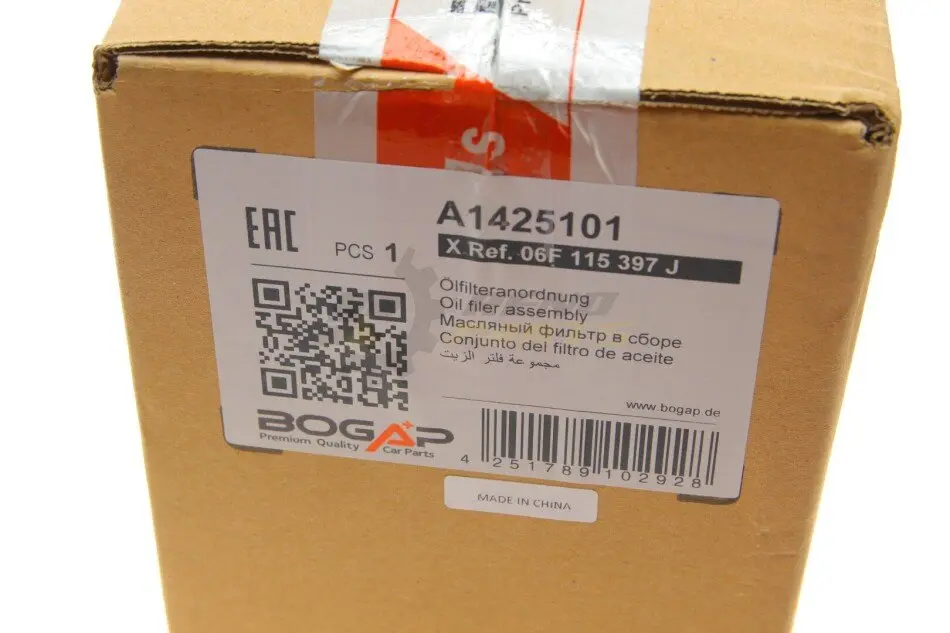 EAC
PCS 1
A1425101
X Ref. 06F 115 397 J
Ölfilteranordnung
Oil filer assembly
Масляный фильтр в сборе
Conjunto del filtro de aceite
مجموعة فلتر الزيت
www.bogap.de
BOGAP
Premium Quality Car Parts
4 251789 102928
MADE IN CHINA